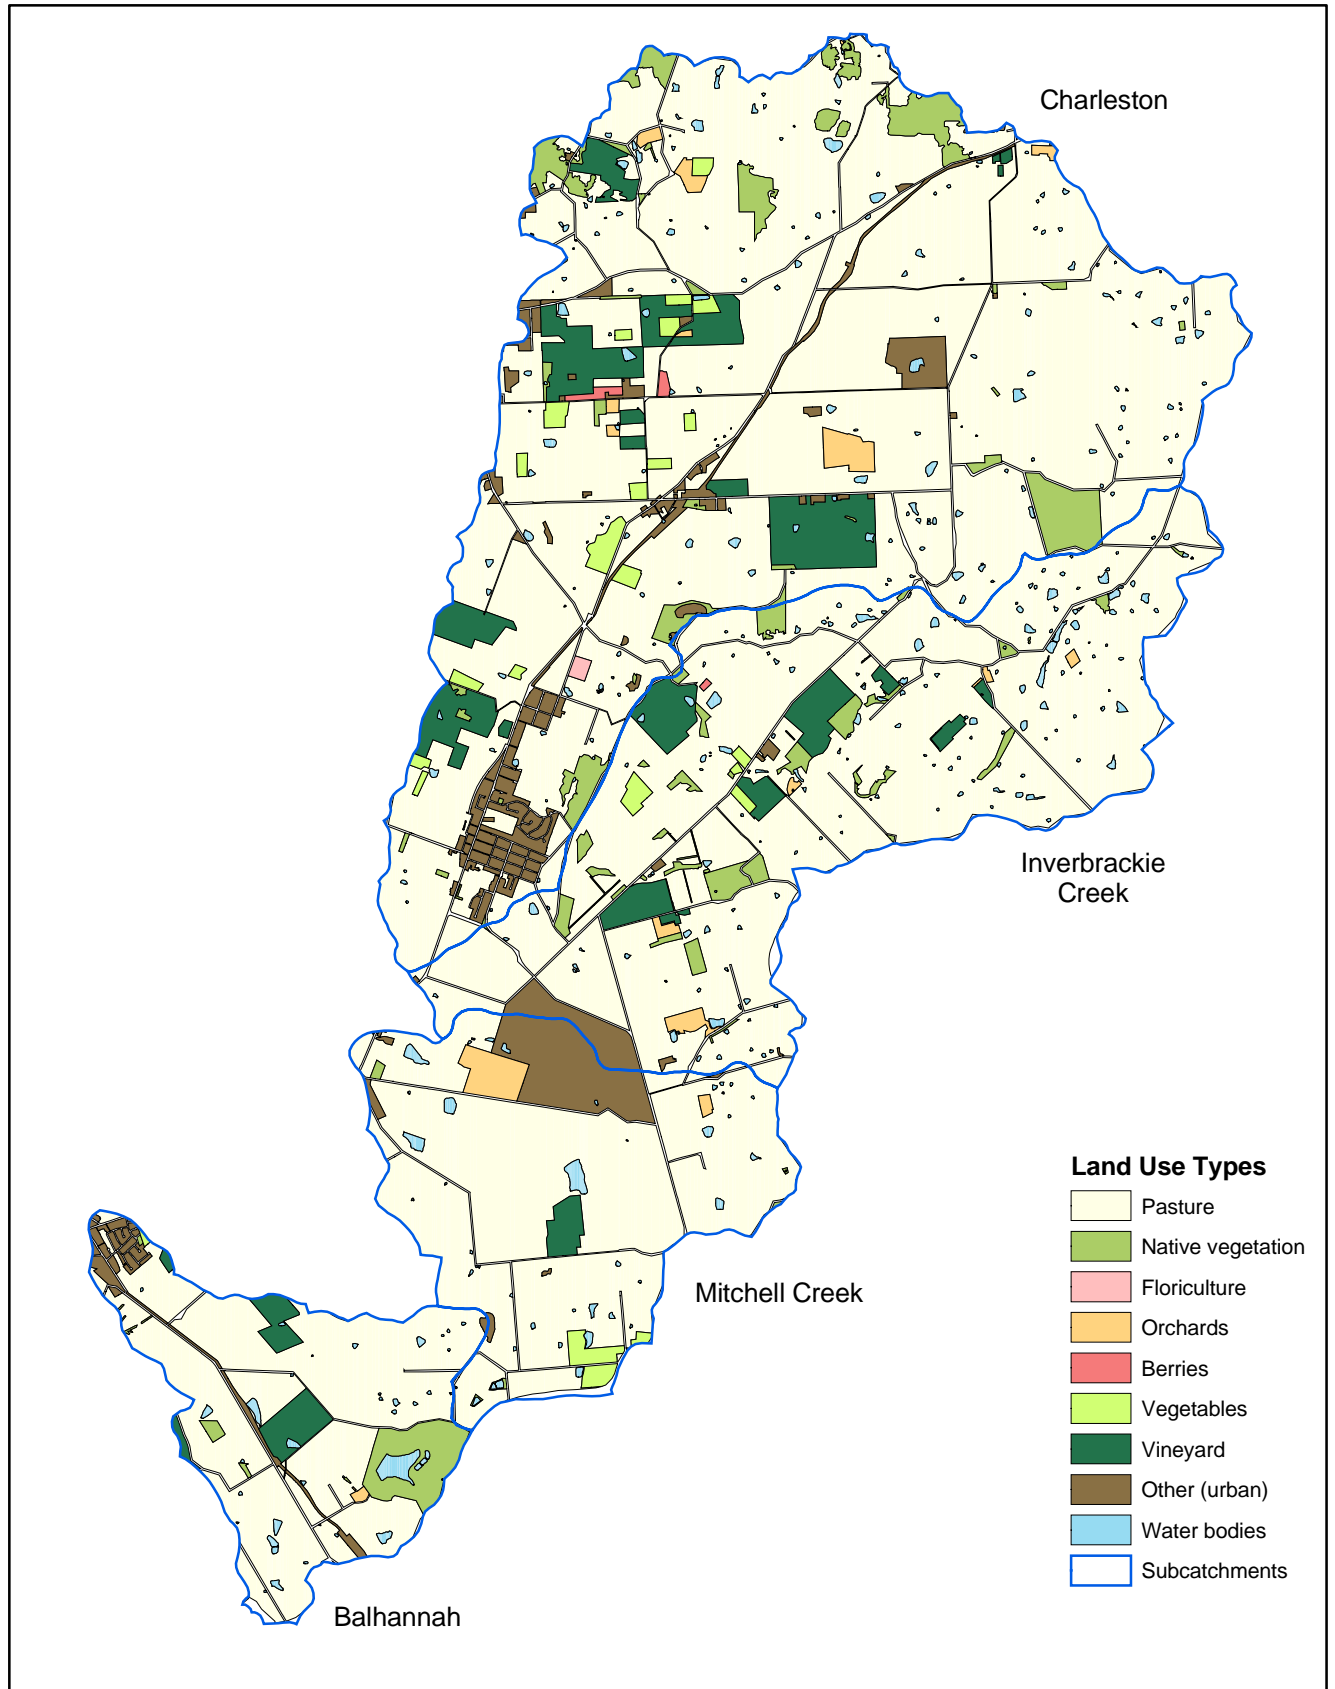 Charleston
Inverbrackie
Creek
Land Use Types
Pasture
Native vegetation
Floriculture
Mitchell Creek
Orchards
Berries
Vegetables
Vineyard
Other (urban)
Water bodies
Subcatchments
Balhannah